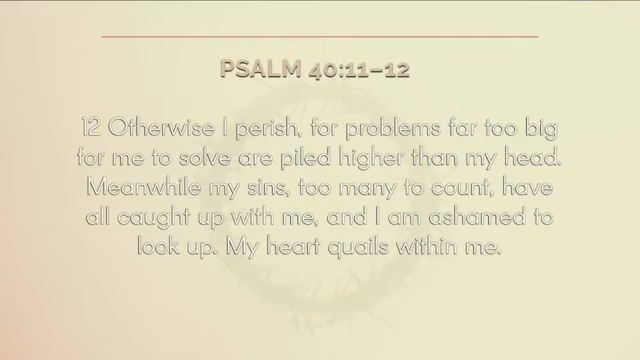 PSALM 40:11–12
12 Otherwise I perish, for problems far too big
for me to solve are piled higher than my head.
Meanwhile my sins, too many to count, have
all caught up with me, and I am ashamed to
look up. My heart quails within me.